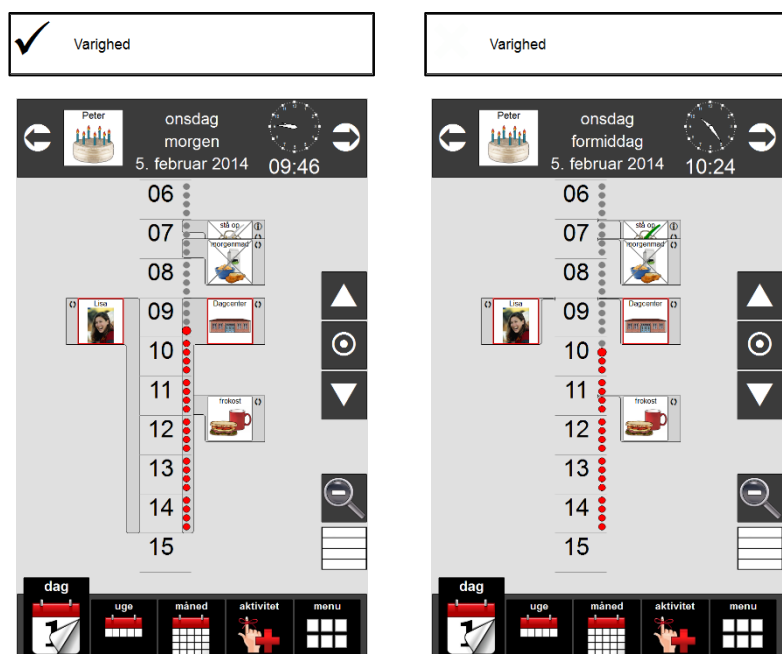 Varighed
Peter
onsdag
morgen
5. februar 2014
09:46
06
07
stå op
morgenmad
08
Lisa
09
Dagcenter
10
11
frokost
12
13
14
15
dag
1
uge
måned
aktivitet
menu
Varighed
Peter
onsdag
formiddag
5. februar 2014
10:24
06
07
stå op
morgenmad
08
Lisa
09
Dagcenter
10
11
frokost
12
13
14
15
dag
1
uge
måned
aktivitet
menu